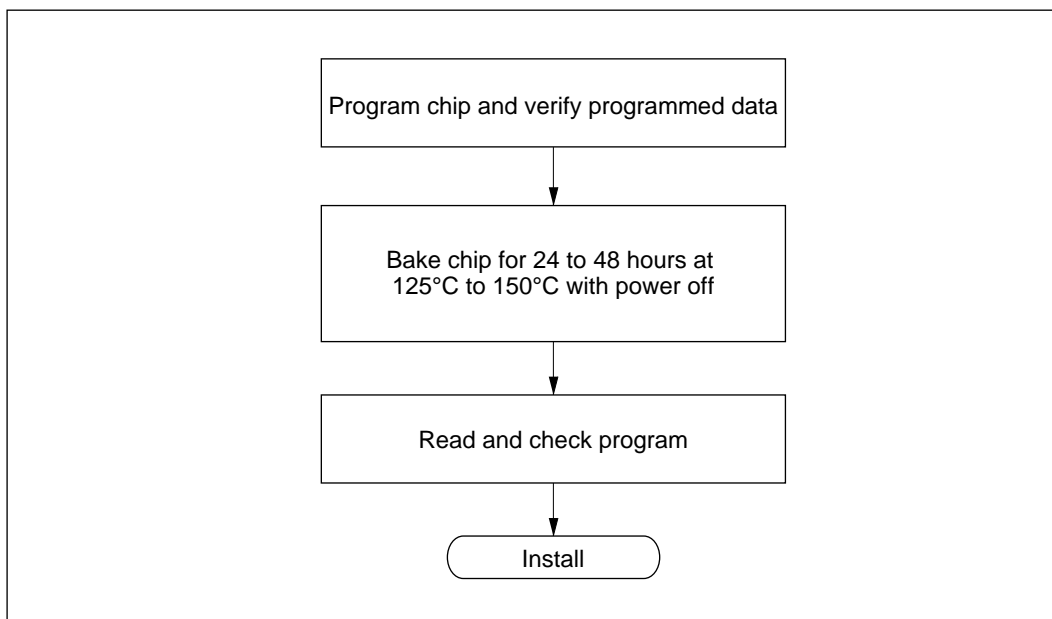 Program chip and verify programmed data
Bake chip for 24 to 48 hours at
125°C to 150°C with power off
Read and check program
Install